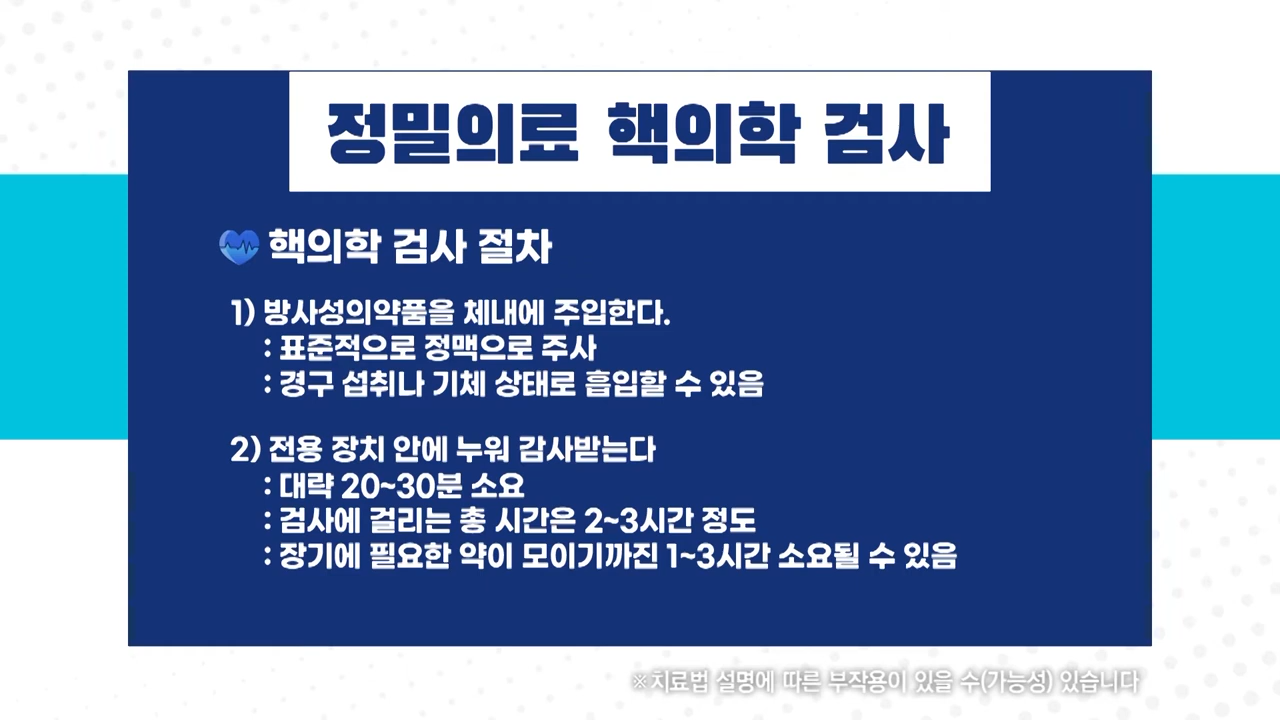 정밀의료 핵의학 검사
핵의학 검사 절차
1) 방사성의약품을 체내에 주입한다.
: 표준적으로 정맥으로 주사
: 경구 섭취나 기체 상태로 흡입할 수 있음
2) 전용 장치 안에 누워 감사받는다
: 대략 20~30분 소요
: 검사에 걸리는 총 시간은 2~3시간 정도
: 장기에 필요한 약이 모이기까진 1~3시간 소요될 수 있음
※치료법 설명에 따른 부작용이 있을 수(가능성) 있습니다